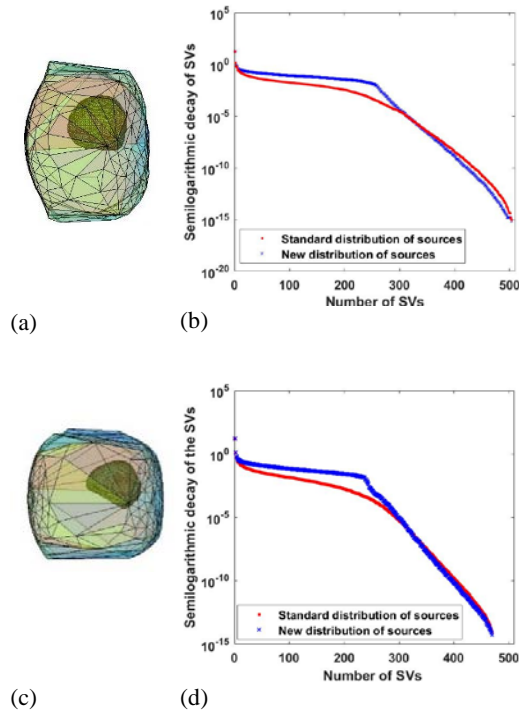 10^5
10^0
10^-5
10^-10
10^-15
10^-20
Semilogarithmic decay of SVs
Standard distribution of sources
New distribution of sources
0 100 200 300 400 500
Number of SVs
(a) (b)
10^5
10^0
10^-5
10^-10
10^-15
Semilogarithmic decay of the SVs
Standard distribution of sources
New distribution of sources
0 100 200 300 400 500
Number of SVs
(c) (d)